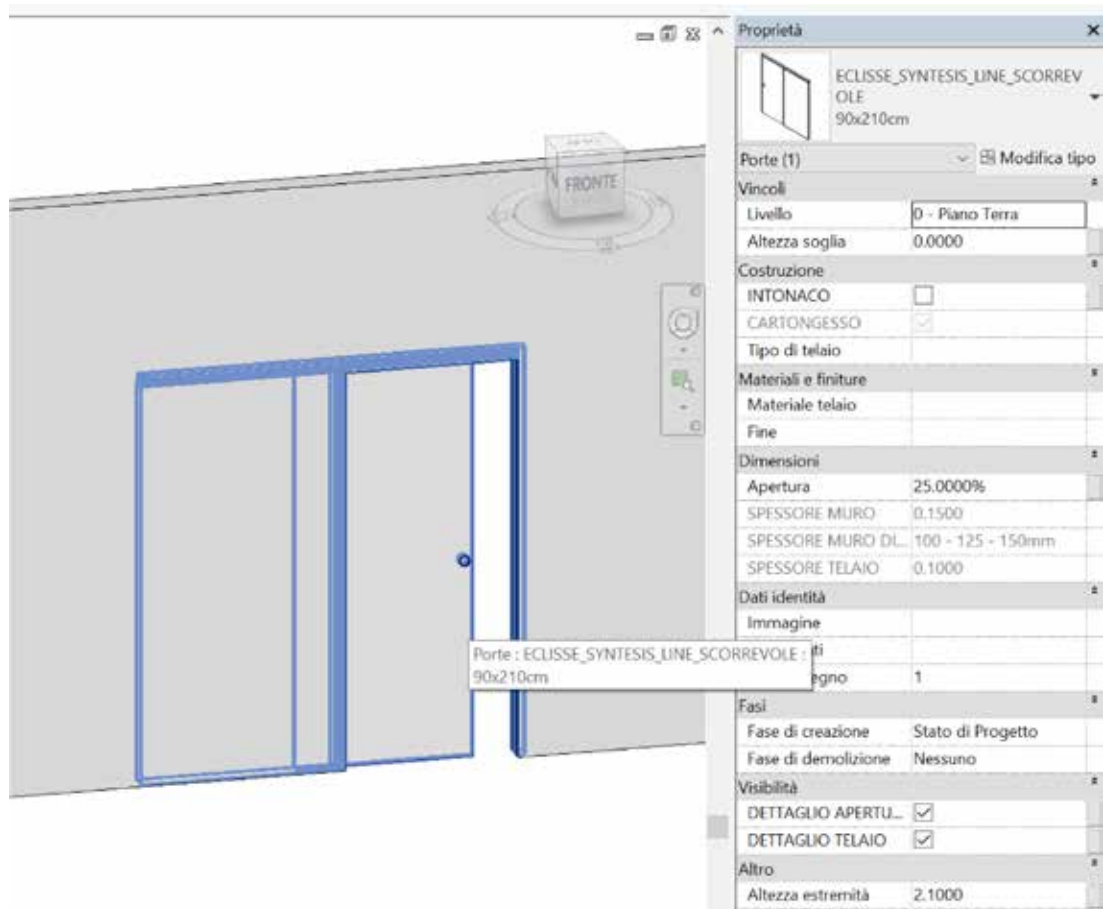 Proprietà
ECLISSE_SYNTESIS_LINE_SCORREV
OLE
90x210cm
Porte (1)
Modifica tipo
Vincoli
Livello 0 - Piano Terra
Altezza soglia 0.0000
Costruzione
INTONACO
CARTONGESSO
Tipo di telaio
Materiali e finiture
Materiale telaio
Fine
Dimensioni
Apertura 25.0000%
SPESSORE MURO 0.1500
SPESSORE MURO DI... 100 - 125 - 150mm
SPESSORE TELAIO 0.1000
Dati identità
Immagine
ti
egno 1
Fasi
Fase di creazione Stato di Progetto
Fase di demolizione Nessuno
Visibilità
DETTAGLIO APERTU...
DETTAGLIO TELAIO
Altro
Altezza estremità 2.1000
FRONTE
Porte : ECLISSE_SYNTESIS_LINE_SCORREVOLE :
90x210cm